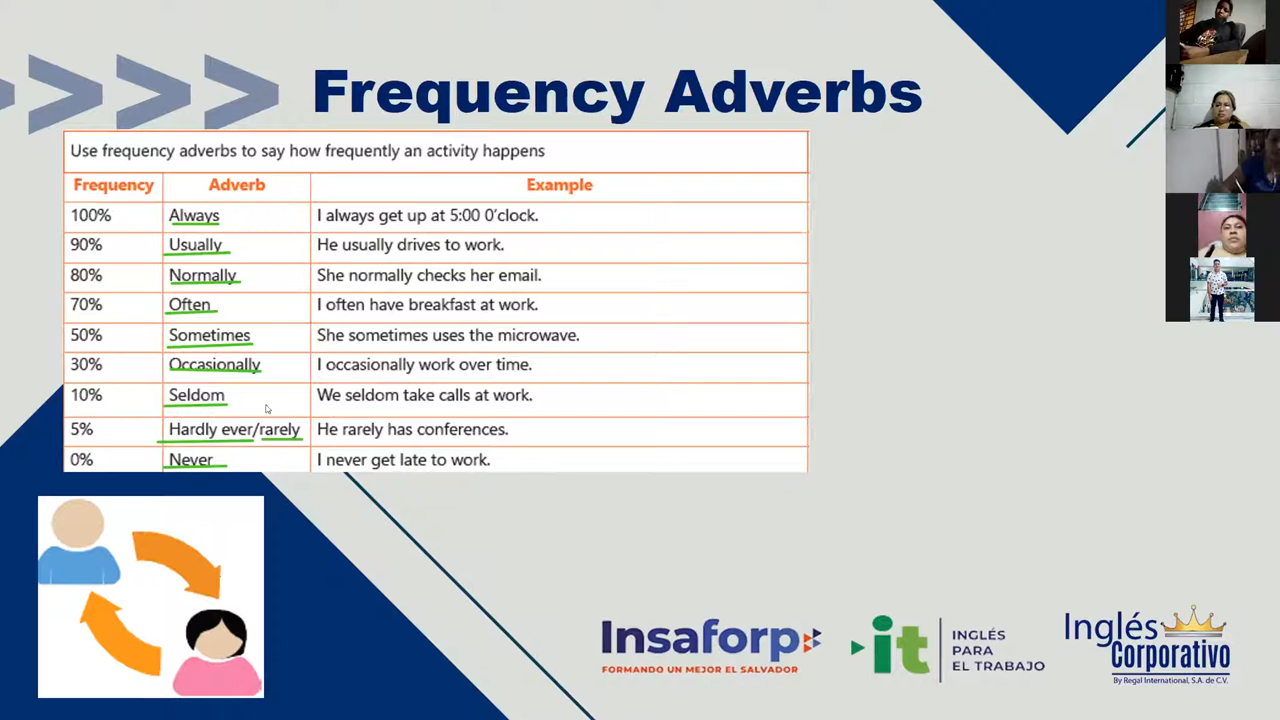 Frequency Adverbs
Use frequency adverbs to say how frequently an activity happens
Frequency Adverb Example
100% Always I always get up at 5:00 0'clock.
90% Usually He usually drives to work.
80% Normally She normally checks her email.
70% Often I often have breakfast at work.
50% Sometimes She sometimes uses the microwave.
30% Occasionally I occasionally work over time.
10% Seldom We seldom take calls at work.
5% Hardly ever/rarely He rarely has conferences.
0% Never I never get late to work.
Insaforp
FORMANDO UN MEJOR EL SALVADOR
it
INGLÉS
PARA
EL TRABAJO
Inglés
Corporativo
By Regal International, S.A. de C.V.